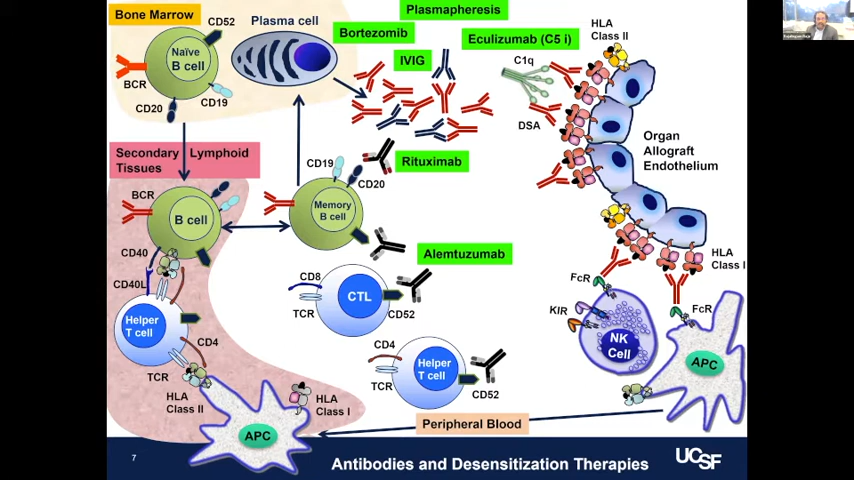 Bone Marrow
CD52
Naïve
B cell
BCR
CD20
CD19
Plasma cell
Plasmapheresis
Bortezomib
IVIG
Eculizumab (C5 i)
C1q
DSA
HLA
Class II
Organ
Allograft
Endothelium
Secondary Lymphoid
Tissues
BCR
B cell
CD19
CD20
Memory
B cell
Rituximab
Alemtuzumab
CD40
CD40L
Helper
T cell
CD4
TCR
HLA
Class II
APC
HLA
Class I
CD8
TCR
CTL
CD52
CD4
TCR
Helper
T cell
CD52
HLA
Class I
FcR
KIR
NK
Cell
FcR
APC
Peripheral Blood
7
Antibodies and Desensitization Therapies
UCSF